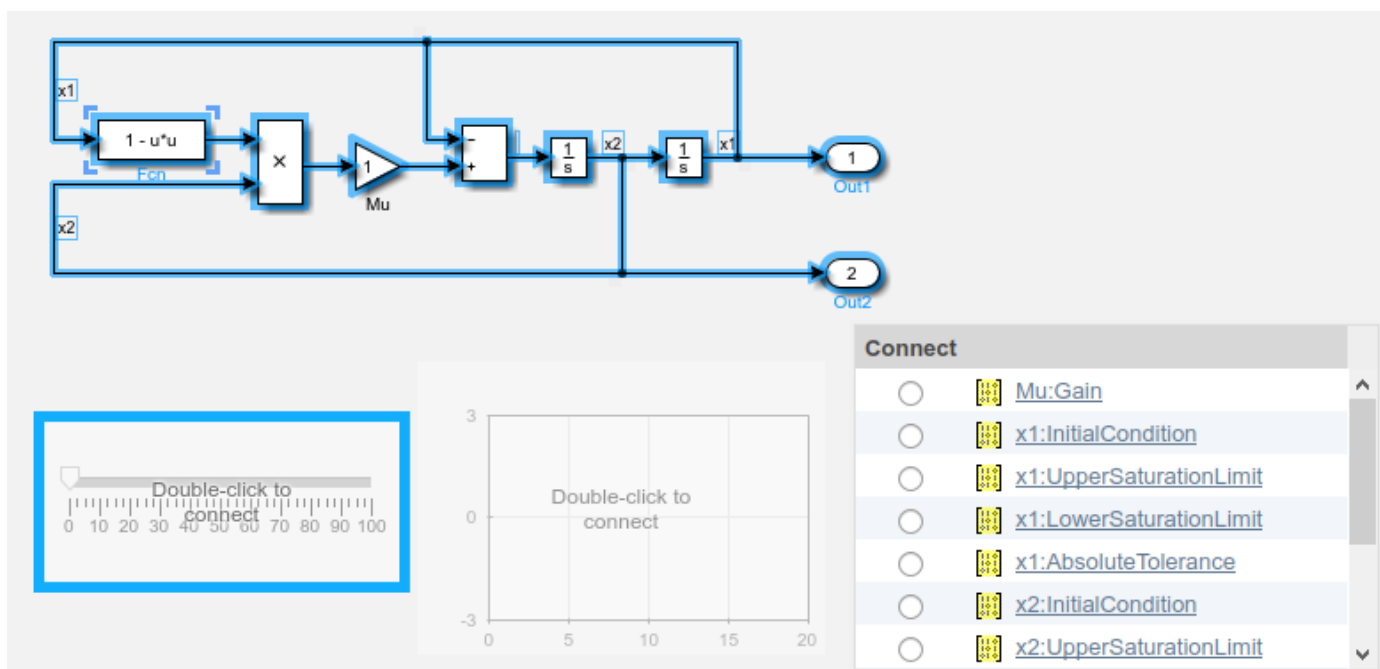 x1
1 - u*u
Fcn
×
1
Mu
−
+
1
s
x2
1
s
x1
1
Out1
x2
2
Out2
Double-click to
connect
0 10 20 30 40 50 60 70 80 90 100
3
0
-3
Double-click to
connect
0 5 10 15 20
Connect
Mu:Gain
x1:InitialCondition
x1:UpperSaturationLimit
x1:LowerSaturationLimit
x1:AbsoluteTolerance
x2:InitialCondition
x2:UpperSaturationLimit